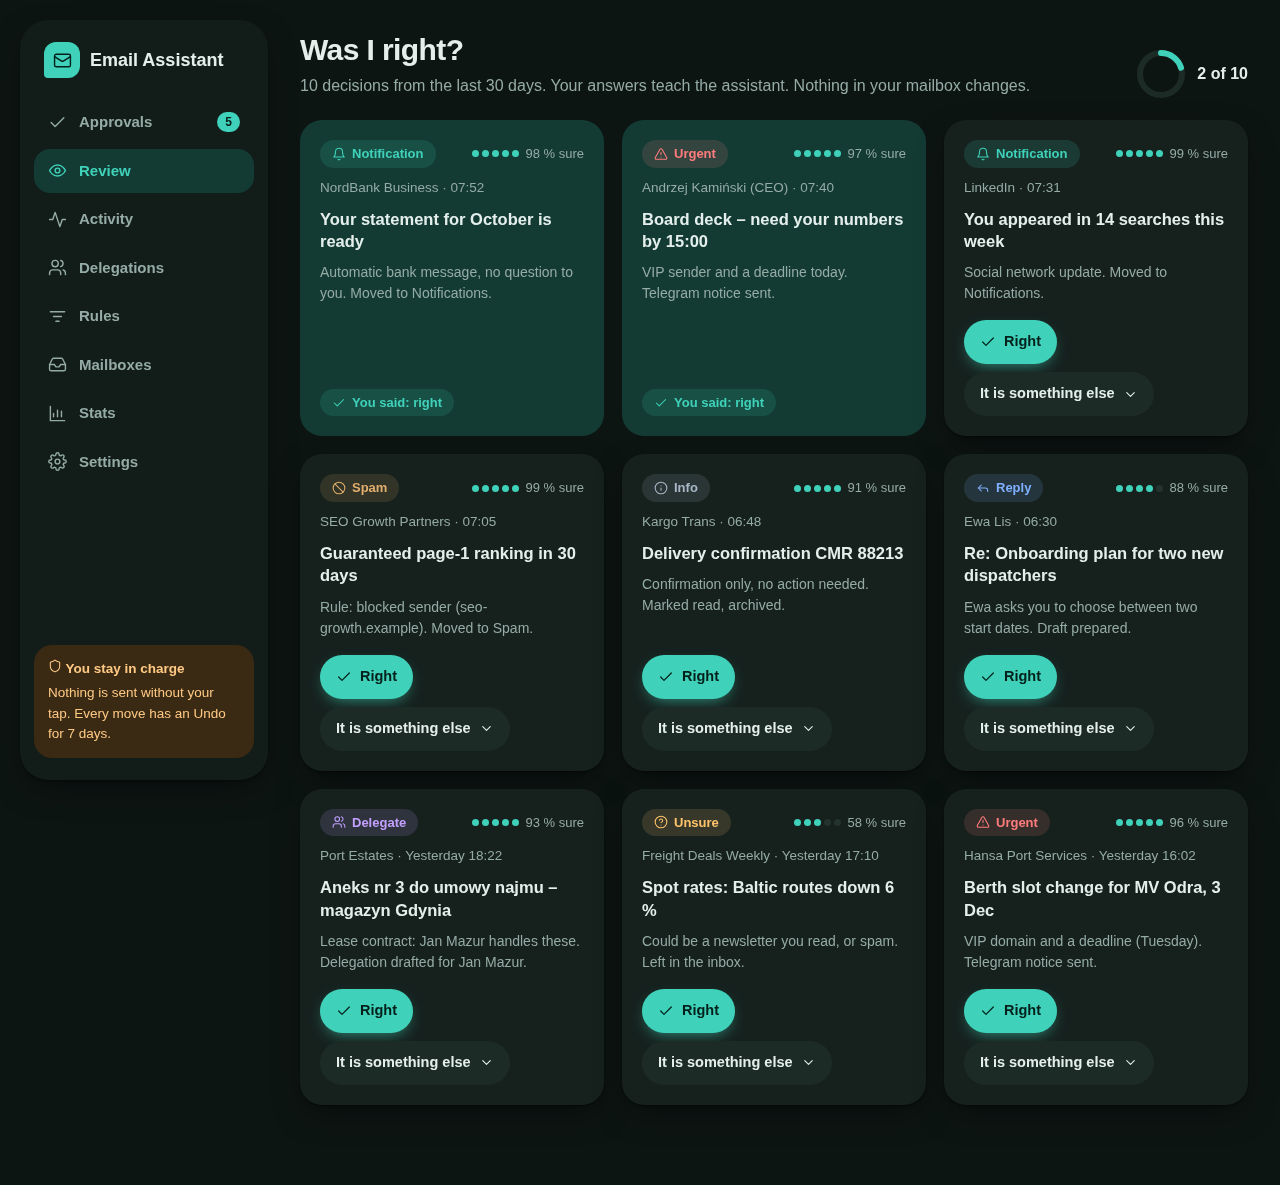 Email Assistant
Approvals
5
Review
Activity
Delegations
Rules
Mailboxes
Stats
Settings
You stay in charge
Nothing is sent without your
tap. Every move has an Undo
for 7 days.
Was I right?
10 decisions from the last 30 days. Your answers teach the assistant. Nothing in your mailbox changes.
2 of 10
Notification
98 % sure
NordBank Business · 07:52
Your statement for October is
ready
Automatic bank message, no question to
you. Moved to Notifications.
You said: right
Urgent
97 % sure
Andrzej Kamiński (CEO) · 07:40
Board deck – need your numbers
by 15:00
VIP sender and a deadline today.
Telegram notice sent.
You said: right
Notification
99 % sure
LinkedIn · 07:31
You appeared in 14 searches this
week
Social network update. Moved to
Notifications.
Right
It is something else
Spam
99 % sure
SEO Growth Partners · 07:05
Guaranteed page-1 ranking in 30
days
Rule: blocked sender (seo-
growth.example). Moved to Spam.
Right
It is something else
Info
91 % sure
Kargo Trans · 06:48
Delivery confirmation CMR 88213
Confirmation only, no action needed.
Marked read, archived.
Right
It is something else
Reply
88 % sure
Ewa Lis · 06:30
Re: Onboarding plan for two new
dispatchers
Ewa asks you to choose between two
start dates. Draft prepared.
Right
It is something else
Delegate
93 % sure
Port Estates · Yesterday 18:22
Aneks nr 3 do umowy najmu –
magazyn Gdynia
Lease contract: Jan Mazur handles these.
Delegation drafted for Jan Mazur.
Right
It is something else
Unsure
58 % sure
Freight Deals Weekly · Yesterday 17:10
Spot rates: Baltic routes down 6
%
Could be a newsletter you read, or spam.
Left in the inbox.
Right
It is something else
Urgent
96 % sure
Hansa Port Services · Yesterday 16:02
Berth slot change for MV Odra, 3
Dec
VIP domain and a deadline (Tuesday).
Telegram notice sent.
Right
It is something else